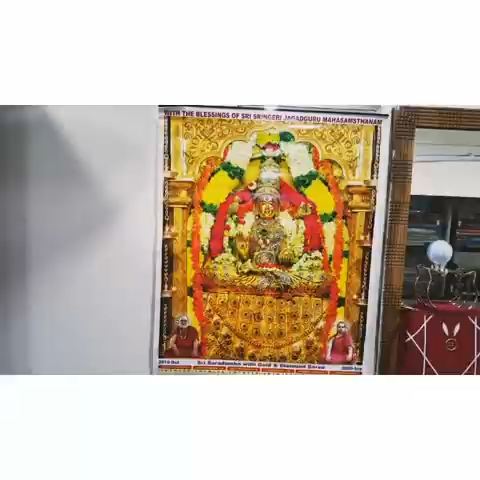 WITH THE BLESSINGS OF SRI SRINGERI JAGADGURU MAHASAMSTHANAM
Sri Saradamba with Gold & Diamond Saree